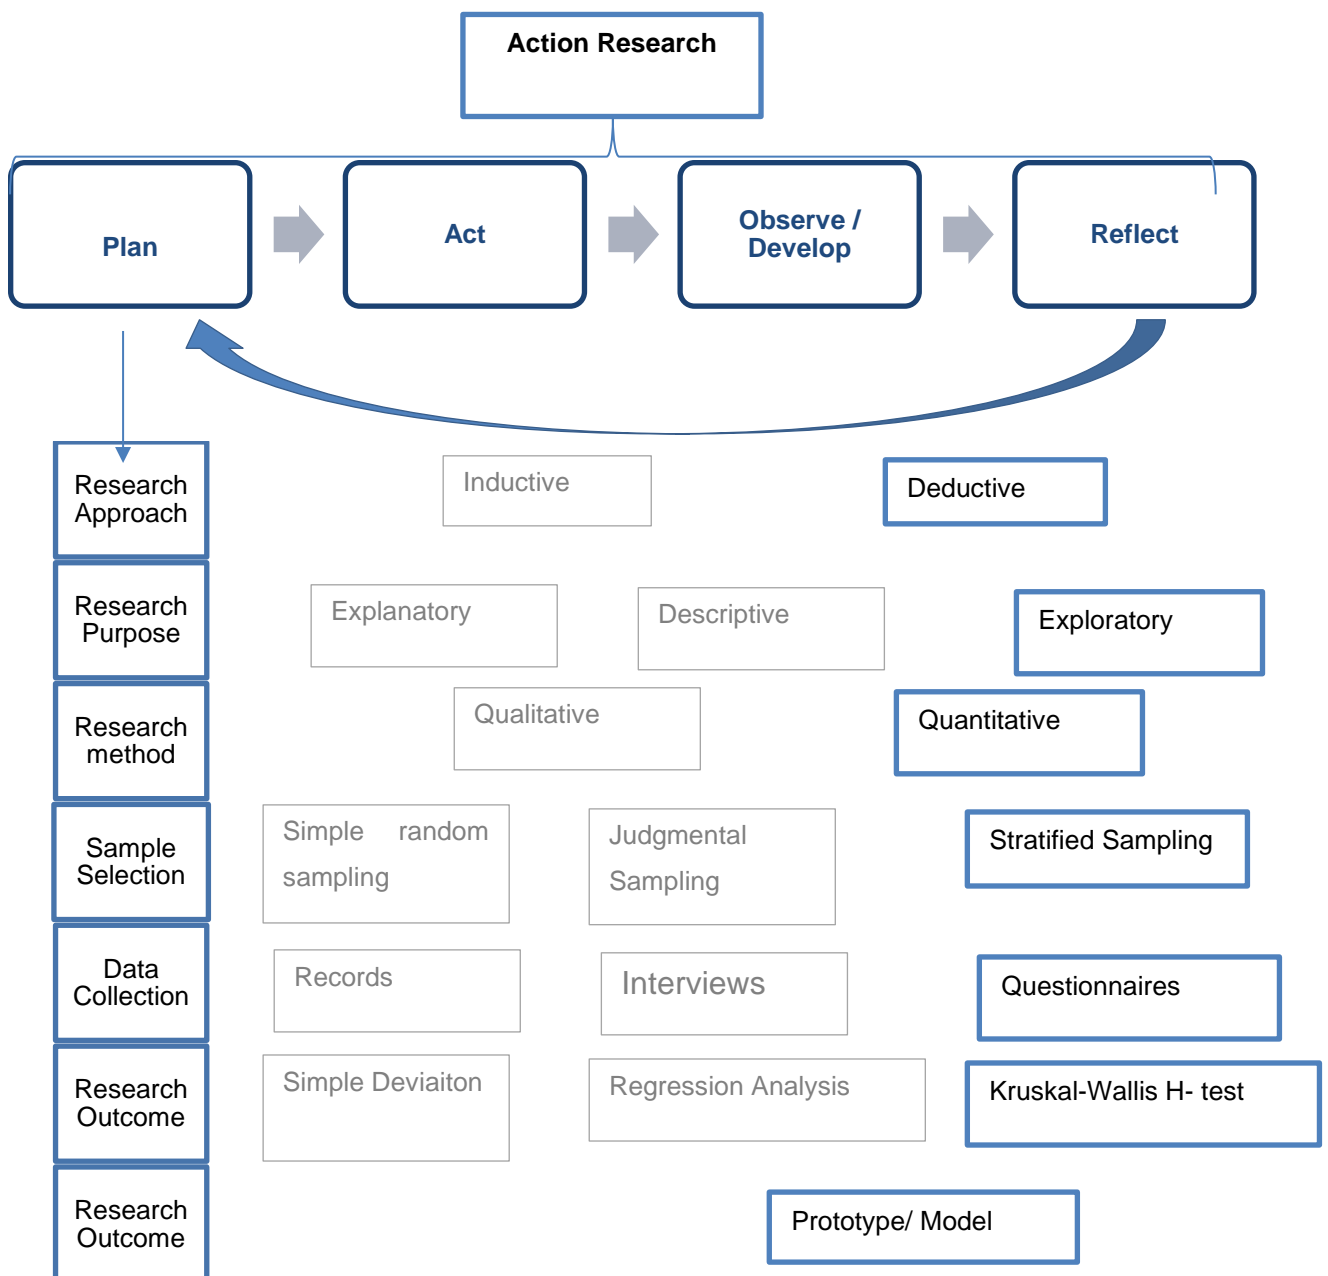 Action Research
Plan
Act
Observe /
Develop
Reflect
Research
Approach
Inductive
Deductive
Research
Purpose
Explanatory
Descriptive
Exploratory
Research
method
Qualitative
Quantitative
Sample
Selection
Simple random
sampling
Judgmental
Sampling
Stratified Sampling
Data
Collection
Records
Interviews
Questionnaires
Research
Outcome
Simple Deviaiton
Regression Analysis
Kruskal-Wallis H- test
Research
Outcome
Prototype/ Model